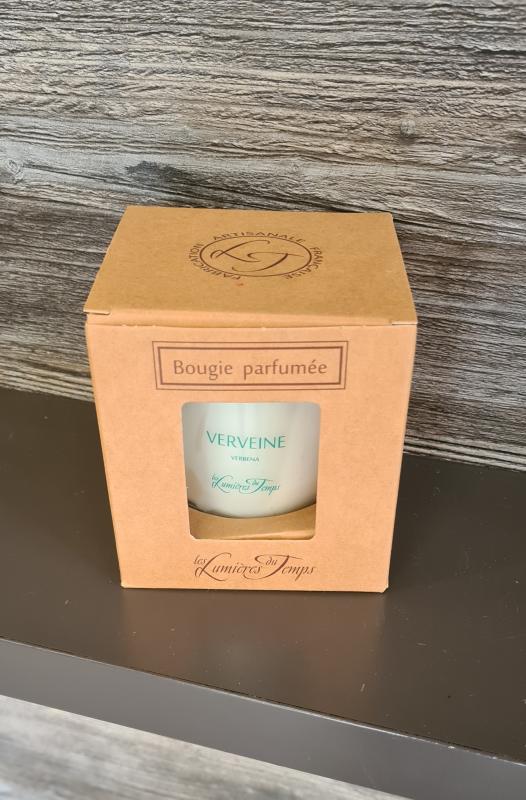 FABRICATION ARTISANALE FRANÇAISE
LT
Bougie parfumée
VERVEINE
VERBENA
les Lumières du Temps
les Lumières du Temps